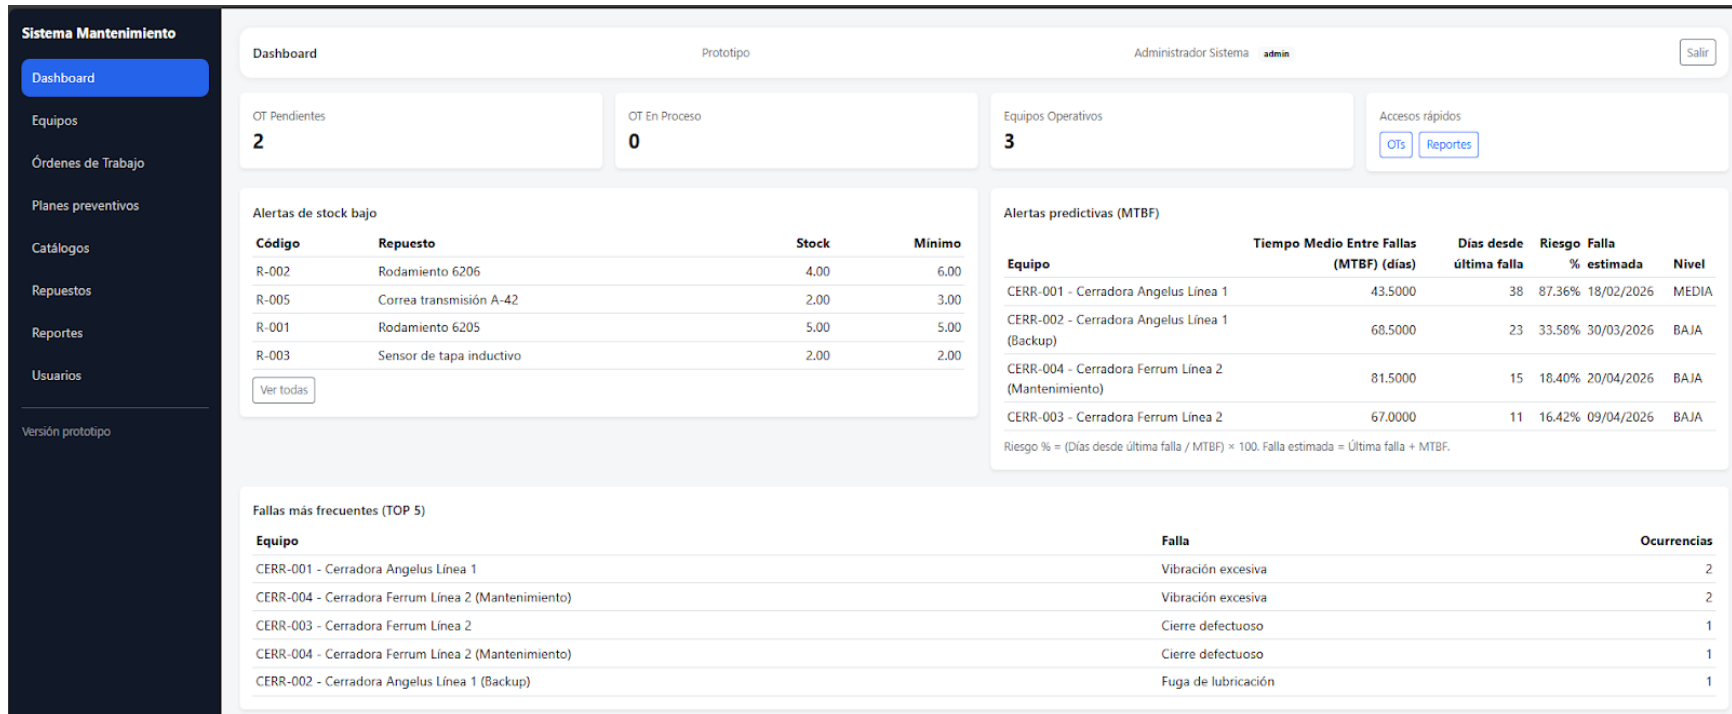 Sistema Mantenimiento
Dashboard
Equipos
Órdenes de Trabajo
Planes preventivos
Catálogos
Repuestos
Reportes
Usuarios
Versión prototipo
Dashboard Prototipo Administrador Sistema admin Salir
OT Pendientes
2
OT En Proceso
0
Equipos Operativos
3
Accesos rápidos
OTs Reportes
Alertas de stock bajo
Código Repuesto Stock Mínimo
R-002 Rodamiento 6206 4.00 6.00
R-005 Correa transmisión A-42 2.00 3.00
R-001 Rodamiento 6205 5.00 5.00
R-003 Sensor de tapa inductivo 2.00 2.00
Ver todas
Alertas predictivas (MTBF)
Tiempo Medio Entre Fallas Días desde Riesgo Falla
Equipo (MTBF) (días) última falla % estimada Nivel
CERR-001 - Cerradora Angelus Línea 1 43.5000 38 87.36% 18/02/2026 MEDIA
CERR-002 - Cerradora Angelus Línea 1
(Backup) 68.5000 23 33.58% 30/03/2026 BAJA
CERR-004 - Cerradora Ferrum Línea 2
(Mantenimiento) 81.5000 15 18.40% 20/04/2026 BAJA
CERR-003 - Cerradora Ferrum Línea 2 67.0000 11 16.42% 09/04/2026 BAJA
Riesgo % = (Días desde última falla / MTBF) × 100. Falla estimada = Última falla + MTBF.
Fallas más frecuentes (TOP 5)
Equipo Falla Ocurrencias
CERR-001 - Cerradora Angelus Línea 1 Vibración excesiva 2
CERR-004 - Cerradora Ferrum Línea 2 (Mantenimiento) Vibración excesiva 2
CERR-003 - Cerradora Ferrum Línea 2 Cierre defectuoso 1
CERR-004 - Cerradora Ferrum Línea 2 (Mantenimiento) Cierre defectuoso 1
CERR-002 - Cerradora Angelus Línea 1 (Backup) Fuga de lubricación 1